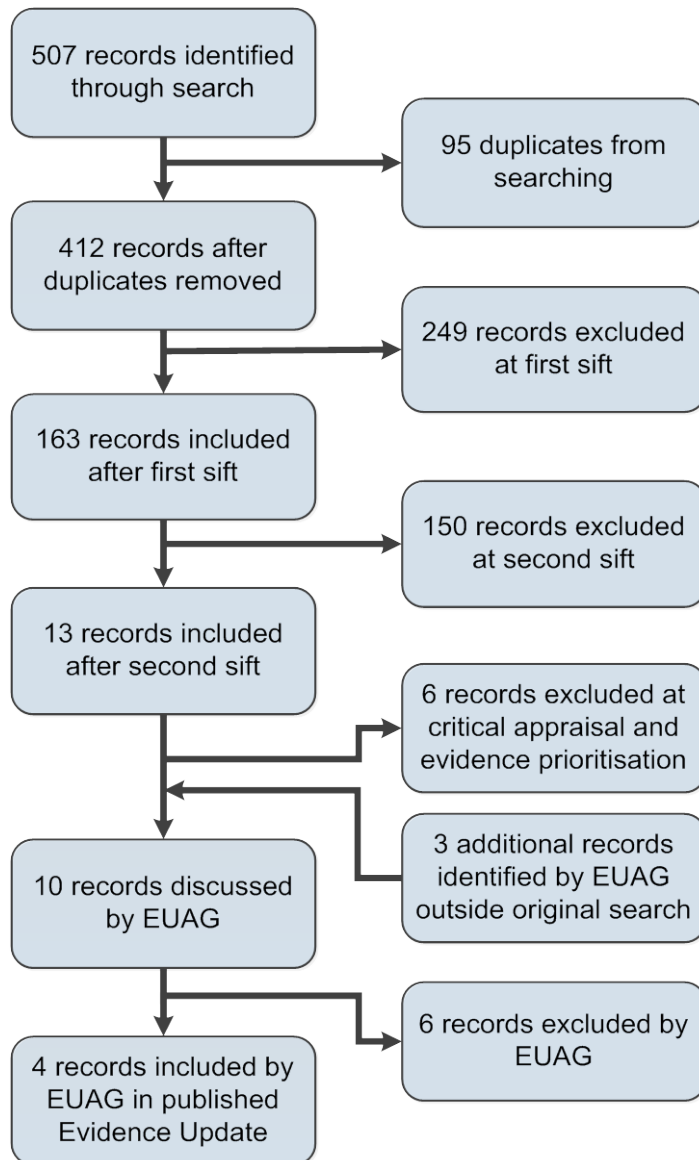 507 records identified
through search
95 duplicates from
searching
412 records after
duplicates removed
249 records excluded
at first sift
163 records included
after first sift
150 records excluded
at second sift
13 records included
after second sift
6 records excluded at
critical appraisal and
evidence prioritisation
3 additional records
identified by EUAG
outside original search
10 records discussed
by EUAG
6 records excluded by
EUAG
4 records included by
EUAG in published
Evidence Update